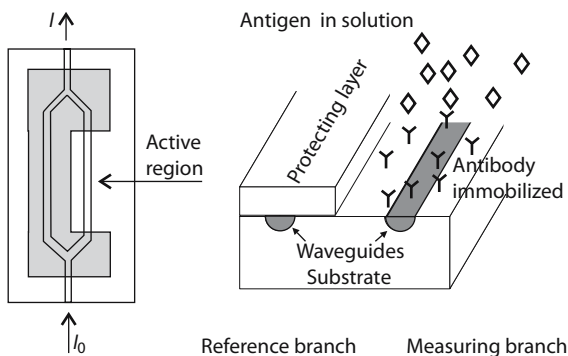 I
Antigen in solution
Protecting layer
Active
region
Antibody
immobilized
Waveguides
Substrate
I₀
Reference branch
Measuring branch